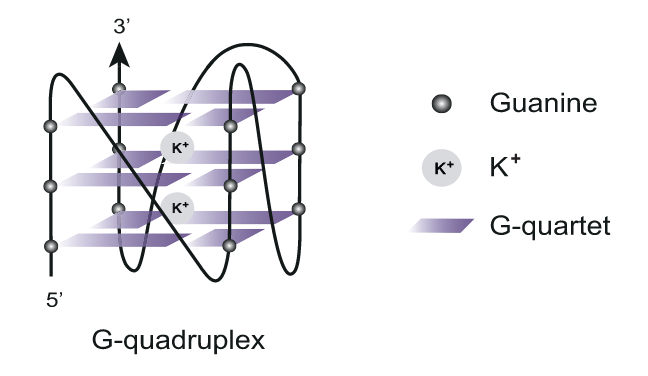 3’
K⁺
K⁺
5’
G-quadruplex
Guanine
K⁺ K⁺
G-quartet